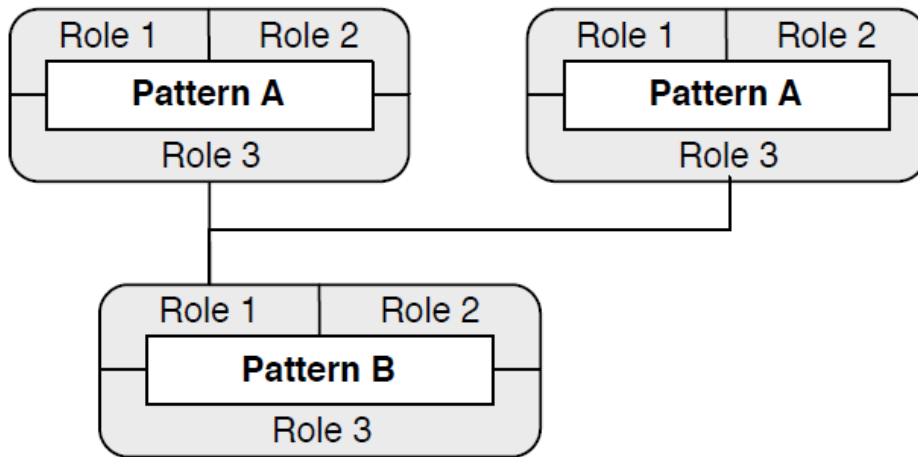 Role 1 Role 2 Role 1 Role 2
Pattern A Pattern A
Role 3 Role 3
Role 1 Role 2
Pattern B
Role 3